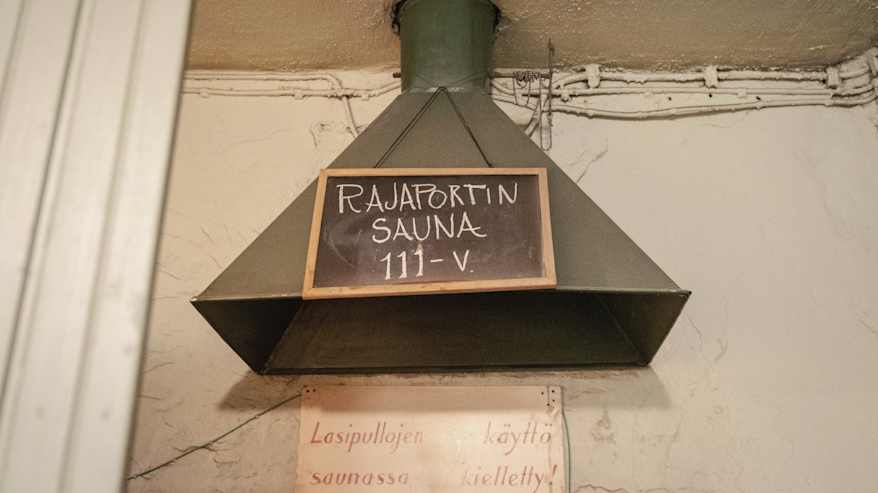 RAJAPORTIN
SAUNA
111-V.
Lasipullojen käyttö
saunassa kielletty!